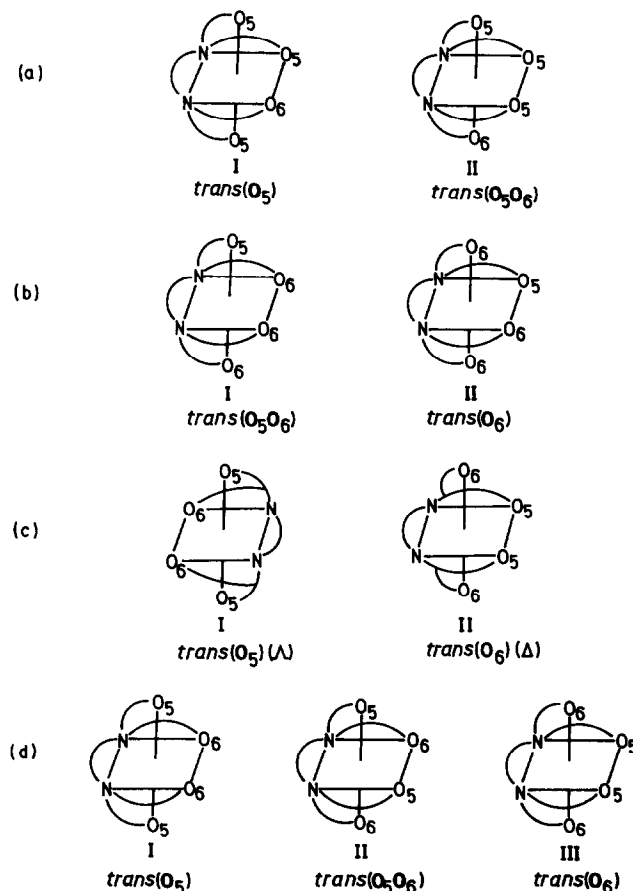 (a)
O₅
N O₅
N O₆
O₅
I
trans(O₅)
O₅
N O₅
N O₅
O₆
II
trans(O₅O₆)
(b)
O₅
N O₆
N O₆
O₆
I
trans(O₅O₆)
O₆
N O₅
N O₆
O₆
II
trans(O₆)
(c)
O₅
O₆ N
O₆ N
O₅
I
trans(O₅)(Λ)
O₆
N O₅
N O₅
O₆
II
trans(O₆)(Δ)
(d)
O₅
N O₆
N O₆
O₅
I
trans(O₅)
O₅
N O₆
N O₅
O₆
II
trans(O₅O₆)
O₆
N O₅
N O₅
O₆
III
trans(O₆)